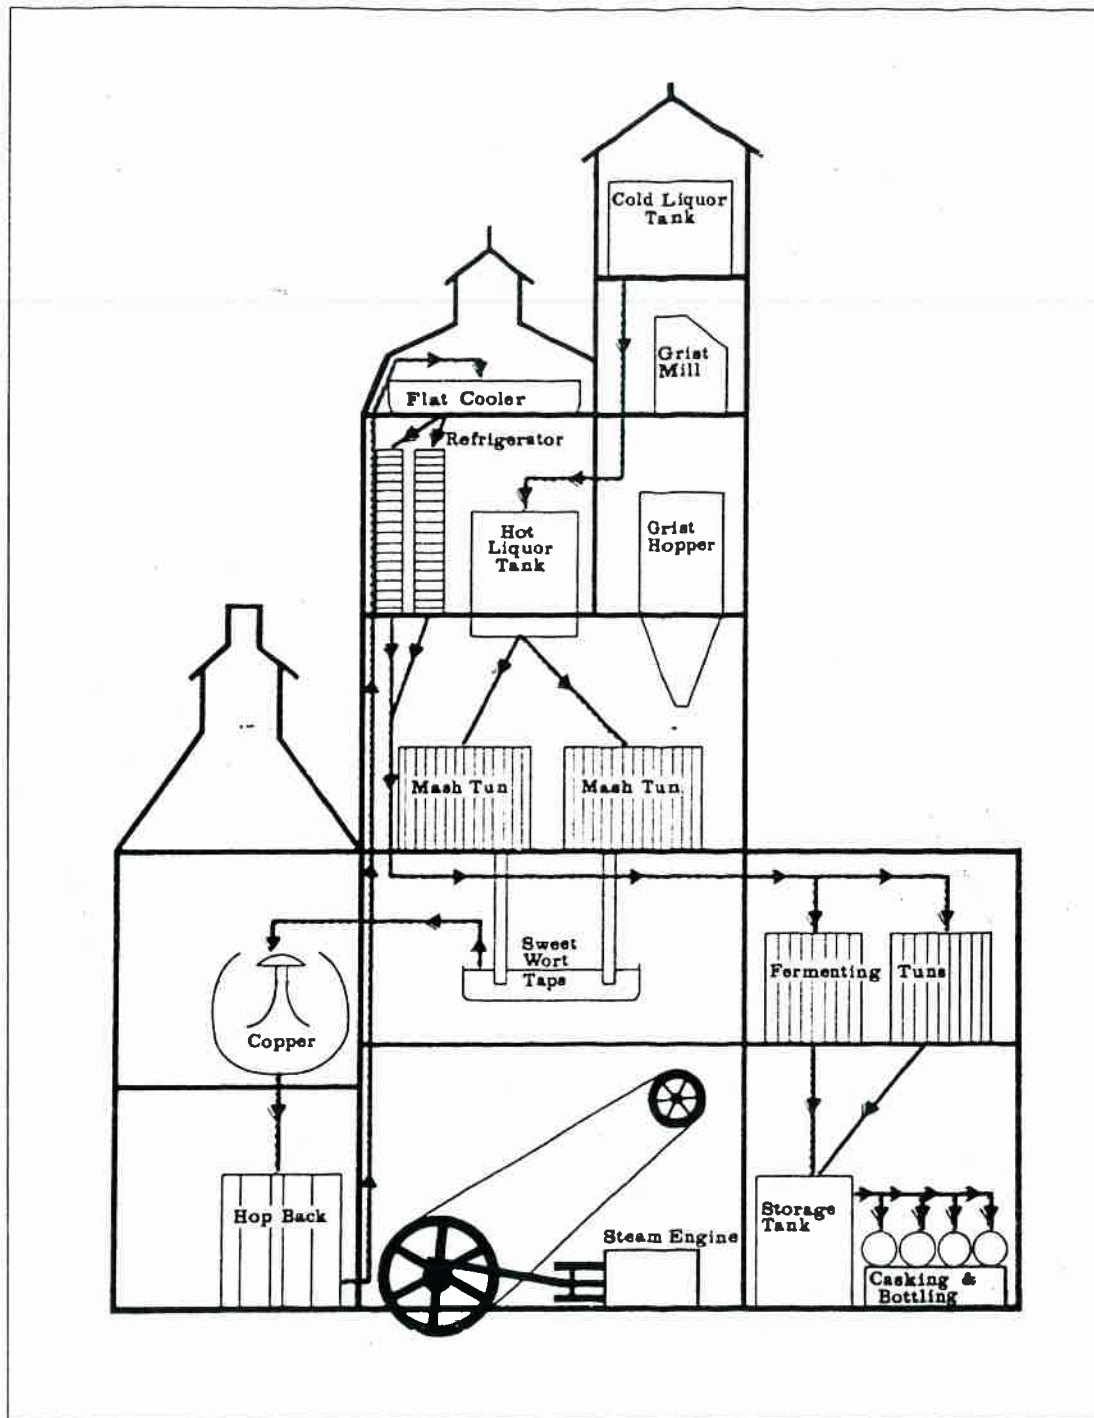 Cold Liquor
Tank
Grist
Mill
Flat Cooler
Refrigerator
Hot
Liquor
Tank
Grist
Hopper
Mash Tun
Mash Tun
Sweet
Wort
Taps
Fermenting
Tuns
Copper
Hop Back
Steam Engine
Storage
Tank
Casking &
Bottling